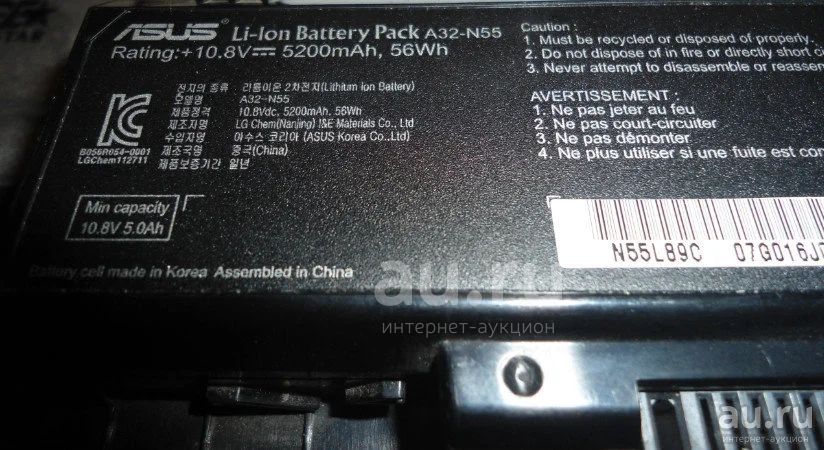 ASUS Li-Ion Battery Pack A32-N55
Rating:+10.8V 5200mAh, 56Wh
전지의 종류 : 리튬이온 2차전지(Lithium Ion Battery)
모델명 : A32-N55
제품정격 : 10.8Vdc, 5200mAh, 56Wh
제조자명 : LG Chem(Nanjing) I&E Materials Co., Ltd
수입자명 : 아수스 코리아 (ASUS Korea Co., Ltd)
제조국명 : 중국(China)
제품보증기간 : 일년
B056R054-0001
LGChem112711
Min capacity
10.8V 5.0Ah
Battery cell made in Korea Assembled in China
Caution :
1. Must be recycled or disposed of properly.
2. Do not dispose of in fire or directly short
3. Never attempt to disassemble or
AVERTISSEMENT :
1. Ne pas jeter au feu
2. Ne pas court-circuiter
3. Ne pas démonter
4. Ne plus utiliser si une fuite est
N55L89C 07G016J
au.ru
интернет-аукцион
au.ru
интернет-аукцион
STAR